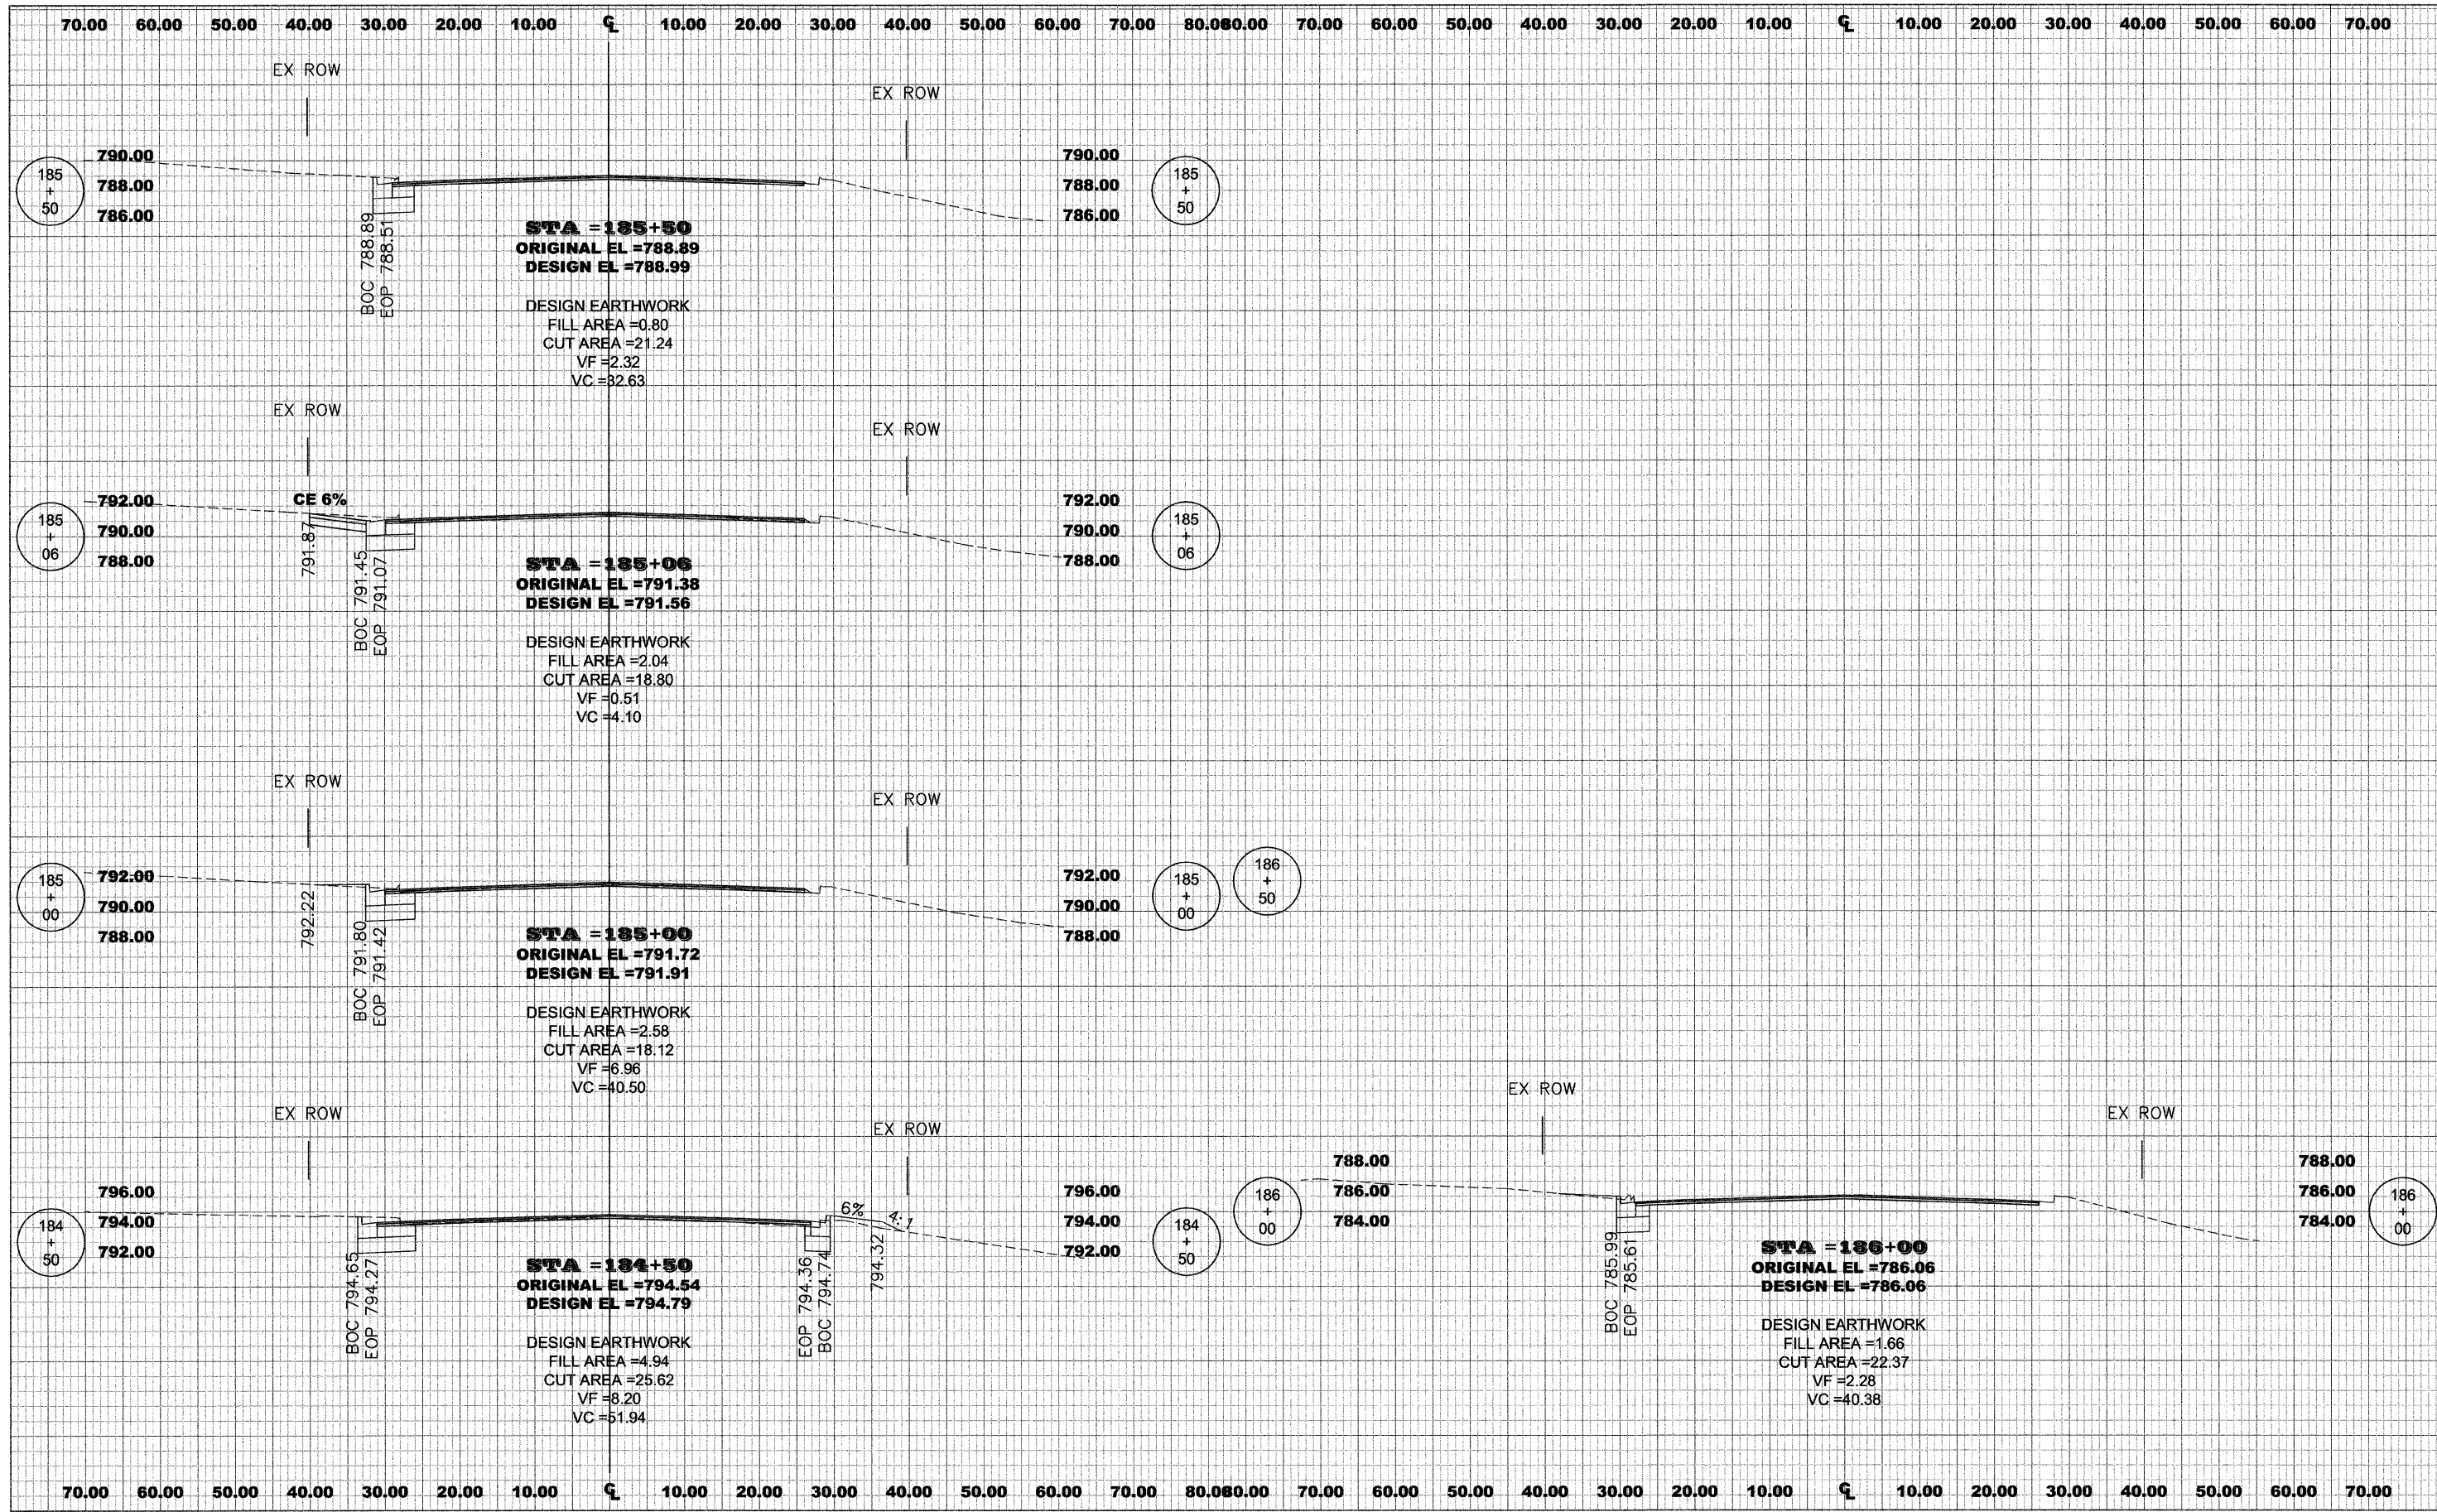 70.00 60.00 50.00 40.00 30.00 20.00 10.00 CL 10.00 20.00 30.00 40.00 50.00 60.00 70.00 80.00 80.00 70.00 60.00 50.00 40.00 30.00 20.00 10.00 CL 10.00 20.00 30.00 40.00 50.00 60.00 70.00
EX ROW
EX ROW
185
+
50
790.00
788.00
786.00
BOC 788.89
EOP 788.51
790.00
788.00
786.00
185
+
50
STA =185+50
ORIGINAL EL =788.89
DESIGN EL =788.99
DESIGN EARTHWORK
FILL AREA =0.80
CUT AREA =21.24
VF =2.32
VC =32.63
EX ROW
EX ROW
185
+
06
792.00
790.00
788.00
CE 6%
791.87
BOC 791.45
EOP 791.07
792.00
790.00
788.00
185
+
06
STA =185+06
ORIGINAL EL =791.38
DESIGN EL =791.56
DESIGN EARTHWORK
FILL AREA =2.04
CUT AREA =18.80
VF =0.51
VC =4.10
EX ROW
EX ROW
185
+
00
792.00
790.00
788.00
792.22
BOC 791.80
EOP 791.42
792.00
790.00
788.00
185
+
00
STA =185+00
ORIGINAL EL =791.72
DESIGN EL =791.91
DESIGN EARTHWORK
FILL AREA =2.58
CUT AREA =18.12
VF =6.96
VC =40.50
EX ROW
EX ROW
184
+
50
796.00
794.00
792.00
BOC 794.65
EOP 794.27
6%
4:1
EOP 794.36
BOC 794.74
794.32
796.00
794.00
792.00
184
+
50
STA =184+50
ORIGINAL EL =794.54
DESIGN EL =794.79
DESIGN EARTHWORK
FILL AREA =4.94
CUT AREA =25.62
VF =8.20
VC =51.94
186
+
50
EX ROW
EX ROW
186
+
00
788.00
786.00
784.00
BOC 785.99
EOP 785.61
788.00
786.00
784.00
186
+
00
STA =186+00
ORIGINAL EL =786.06
DESIGN EL =786.06
DESIGN EARTHWORK
FILL AREA =1.66
CUT AREA =22.37
VF =2.28
VC =40.38
70.00 60.00 50.00 40.00 30.00 20.00 10.00 CL 10.00 20.00 30.00 40.00 50.00 60.00 70.00 80.00 80.00 70.00 60.00 50.00 40.00 30.00 20.00 10.00 CL 10.00 20.00 30.00 40.00 50.00 60.00 70.00